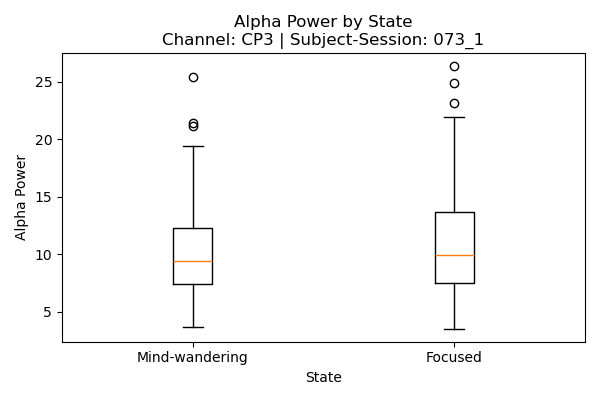 Alpha Power by State
Channel: CP3 | Subject-Session: 073_1
Alpha Power
25
20
15
10
5
Mind-wandering
Focused
State